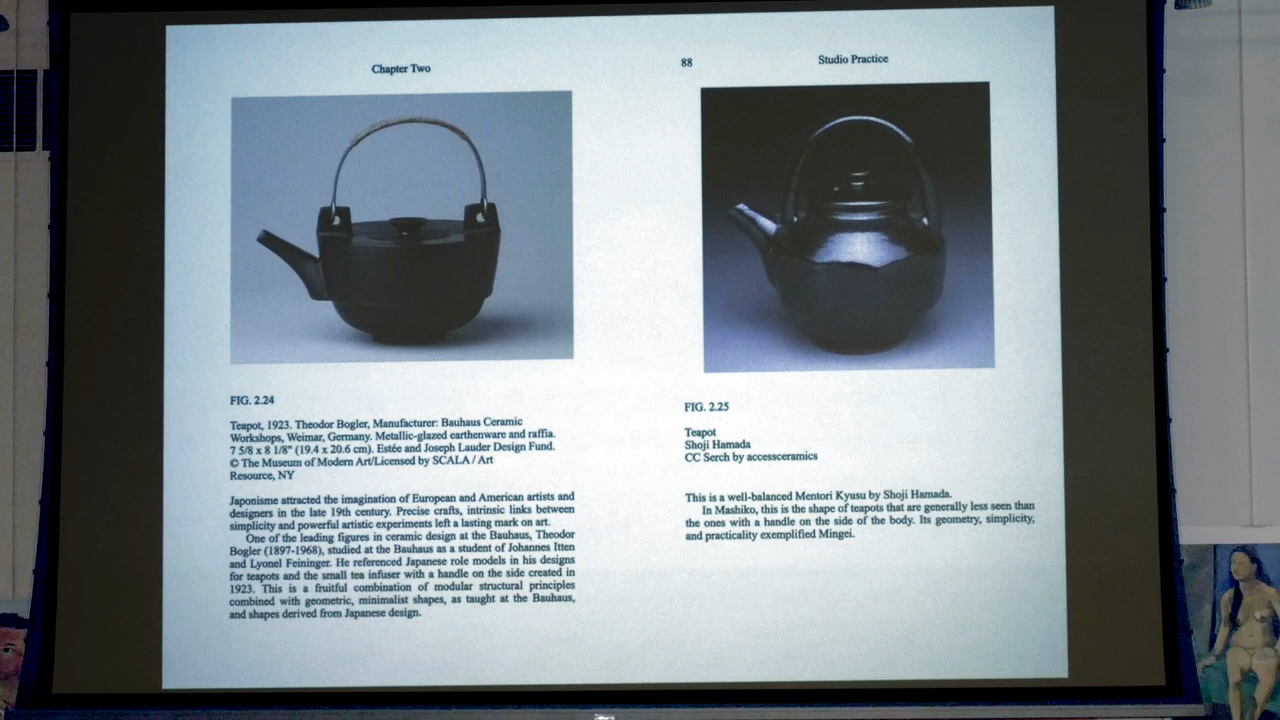 Chapter Two
FIG. 2.24
Teapot, 1923. Theodor Bogler, Manufacturer: Bauhaus Ceramic
Workshops, Weimar, Germany. Metallic-glazed earthenware and raffia.
7 5/8 x 8 1/8" (19.4 x 20.6 cm). Estée and Joseph Lauder Design Fund.
© The Museum of Modern Art/Licensed by SCALA / Art
Resource, NY
Japonisme attracted the imagination of European and American artists and
designers in the late 19th century. Precise crafts, intrinsic links between
simplicity and powerful artistic experiments left a lasting mark on art.
One of the leading figures in ceramic design at the Bauhaus, Theodor
Bogler (1897-1968), studied at the Bauhaus as a student of Johannes Itten
and Lyonel Feininger. He referenced Japanese role models in his designs
for teapots and the small tea infuser with a handle on the side created in
1923. This is a fruitful combination of modular structural principles
combined with geometric, minimalist shapes, as taught at the Bauhaus,
and shapes derived from Japanese design.
88
Studio Practice
FIG. 2.25
Teapot
Shoji Hamada
CC Serch by accessceramics
This is a well-balanced Mentori Kyusu by Shoji Hamada.
In Mashiko, this is the shape of teapots that are generally less seen than
the ones with a handle on the side of the body. Its geometry, simplicity,
and practicality exemplified Mingei.